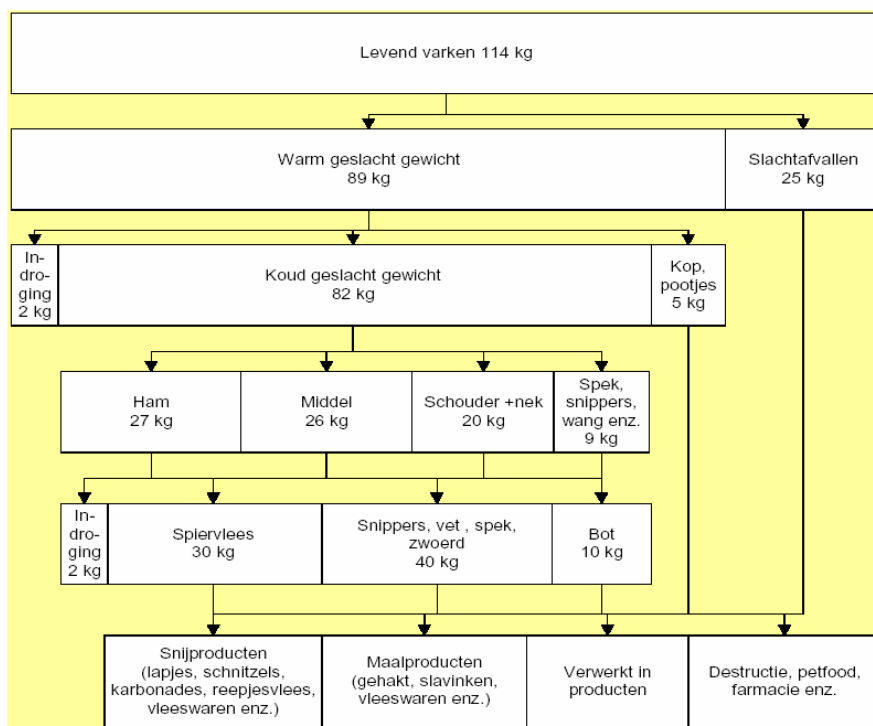 Levend varken 114 kg
Warm geslacht gewicht
89 kg
Slachtafvallen
25 kg
In-
dro-
ging
2 kg
Koud geslacht gewicht
82 kg
Kop,
pootjes
5 kg
Ham
27 kg
Middel
26 kg
Schouder +nek
20 kg
Spek,
snippers,
wang enz.
9 kg
In-
dro-
ging
2 kg
Spiervlees
30 kg
Snippers, vet , spek,
zwoerd
40 kg
Bot
10 kg
Snijproducten
(lapjes, schnitzels,
karbonades, reepjesvlees,
vleeswaren enz.)
Maalproducten
(gehakt, slavinken,
vleeswaren enz.)
Verwerkt in
producten
Destructie, petfood,
farmacie enz.